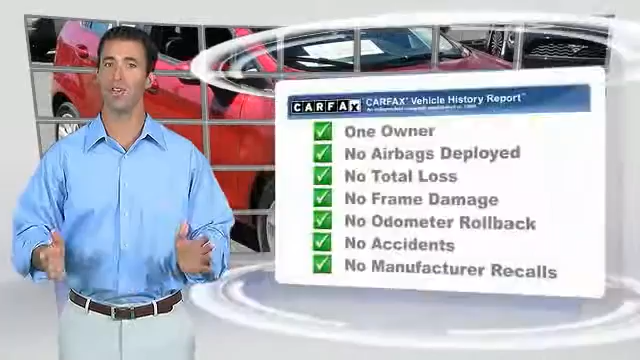 CARFAX CARFAX® Vehicle History Report™
One Owner
No Airbags Deployed
No Total Loss
No Frame Damage
No Odometer Rollback
No Accidents
No Manufacturer Recalls